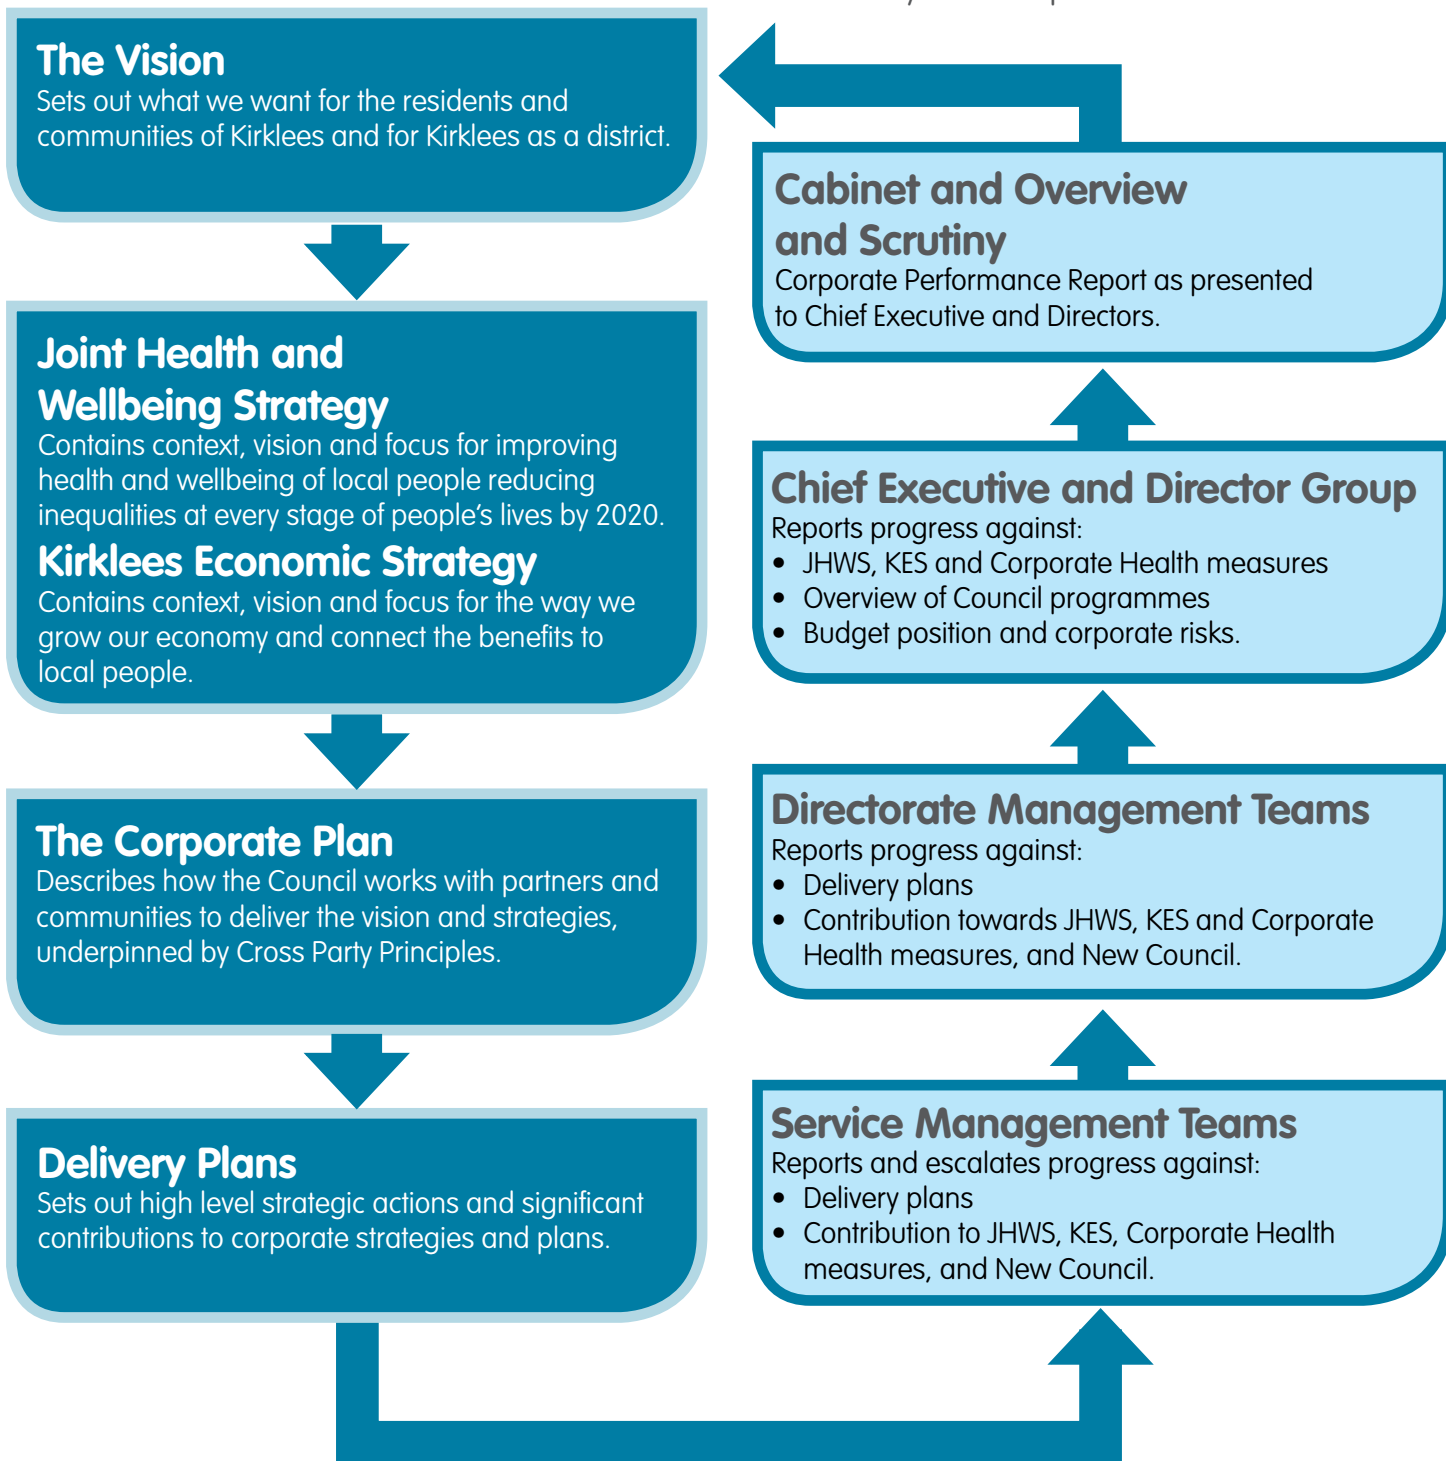 The Vision
Sets out what we want for the residents and
communities of Kirklees and for Kirklees as a district.
Joint Health and
Wellbeing Strategy
Contains context, vision and focus for improving
health and wellbeing of local people reducing
inequalities at every stage of people's lives by 2020.
Kirklees Economic Strategy
Contains context, vision and focus for the way we
grow our economy and connect the benefits to
local people.
The Corporate Plan
Describes how the Council works with partners and
communities to deliver the vision and strategies,
underpinned by Cross Party Principles.
Delivery Plans
Sets out high level strategic actions and significant
contributions to corporate strategies and plans.
Cabinet and Overview
and Scrutiny
Corporate Performance Report as presented
to Chief Executive and Directors.
Chief Executive and Director Group
Reports progress against:
• JHWS, KES and Corporate Health measures
• Overview of Council programmes
• Budget position and corporate risks.
Directorate Management Teams
Reports progress against:
• Delivery plans
• Contribution towards JHWS, KES and Corporate
Health measures, and New Council.
Service Management Teams
Reports and escalates progress against:
• Delivery plans
• Contribution to JHWS, KES, Corporate Health
measures, and New Council.